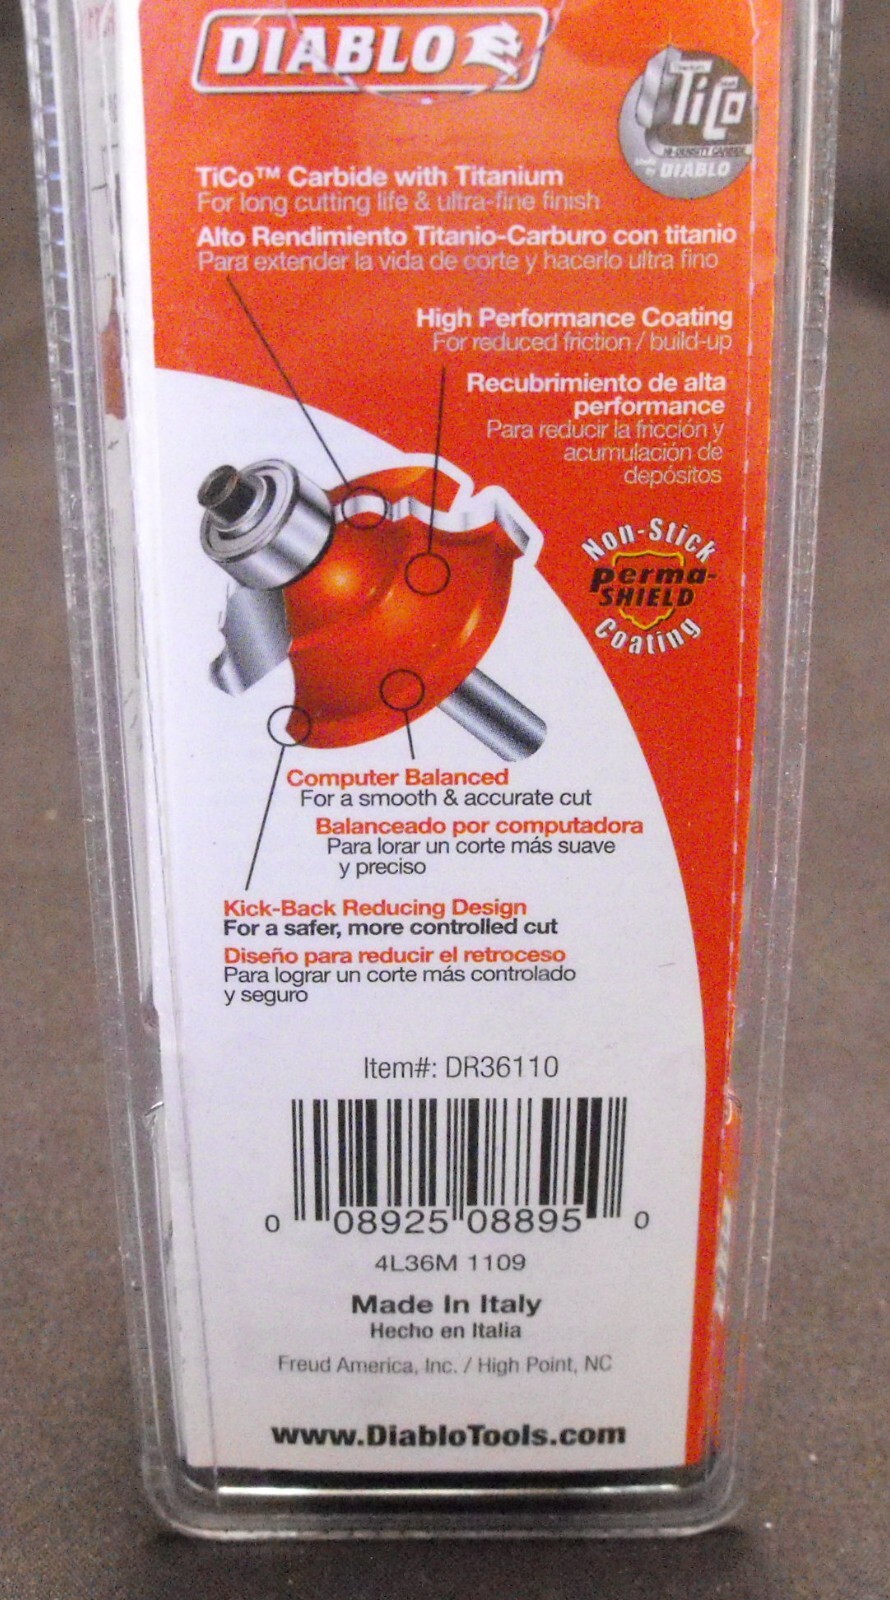 DIABLO
TiCo
HI-DENSITY CARBIDE
Made
by DIABLO
TiCo™ Carbide with Titanium
For long cutting life & ultra-fine finish
Alto Rendimiento Titanio-Carburo con titanio
Para extender la vida de corte y hacerlo ultra fino
High Performance Coating
For reduced friction / build-up
Recubrimiento de alta
performance
Para reducir la fricción y
acumulación de
depósitos
Non-Stick
perma-
SHIELD
Coating
Computer Balanced
For a smooth & accurate cut
Balanceado por computadora
Para lorar un corte más suave
y preciso
Kick-Back Reducing Design
For a safer, more controlled cut
Diseño para reducir el retroceso
Para lograr un corte más controlado
y seguro
Item#: DR36110
0 08925 08895 0
4L36M 1109
Made In Italy
Hecho en Italia
Freud America, Inc. / High Point, NC
www.DiabloTools.com